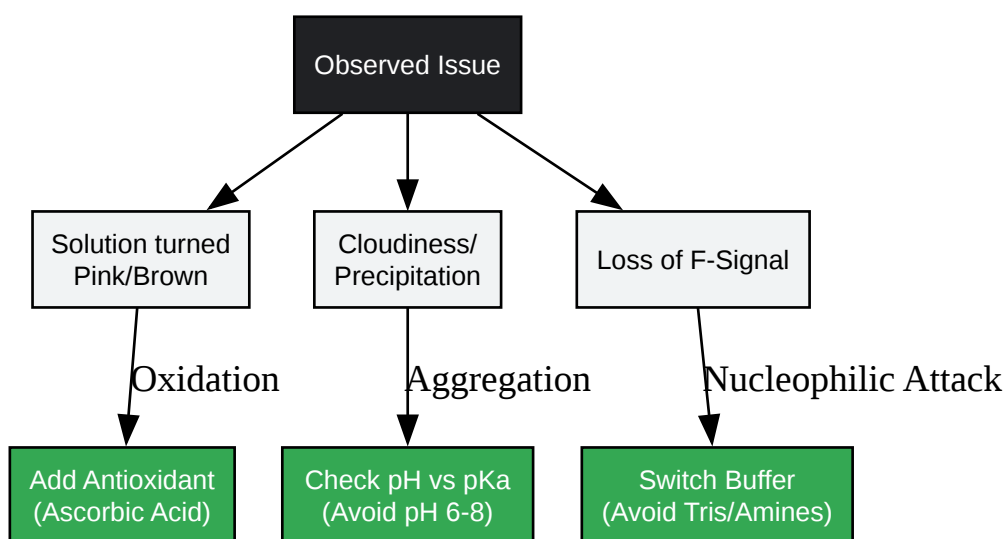 Observed Issue
Solution turned
Pink/Brown
Cloudiness/
Precipitation
Loss of F-Signal
Oxidation
Aggregation
Nucleophilic Attack
Add Antioxidant
(Ascorbic Acid)
Check pH vs pKa
(Avoid pH 6-8)
Switch Buffer
(Avoid Tris/Amines)